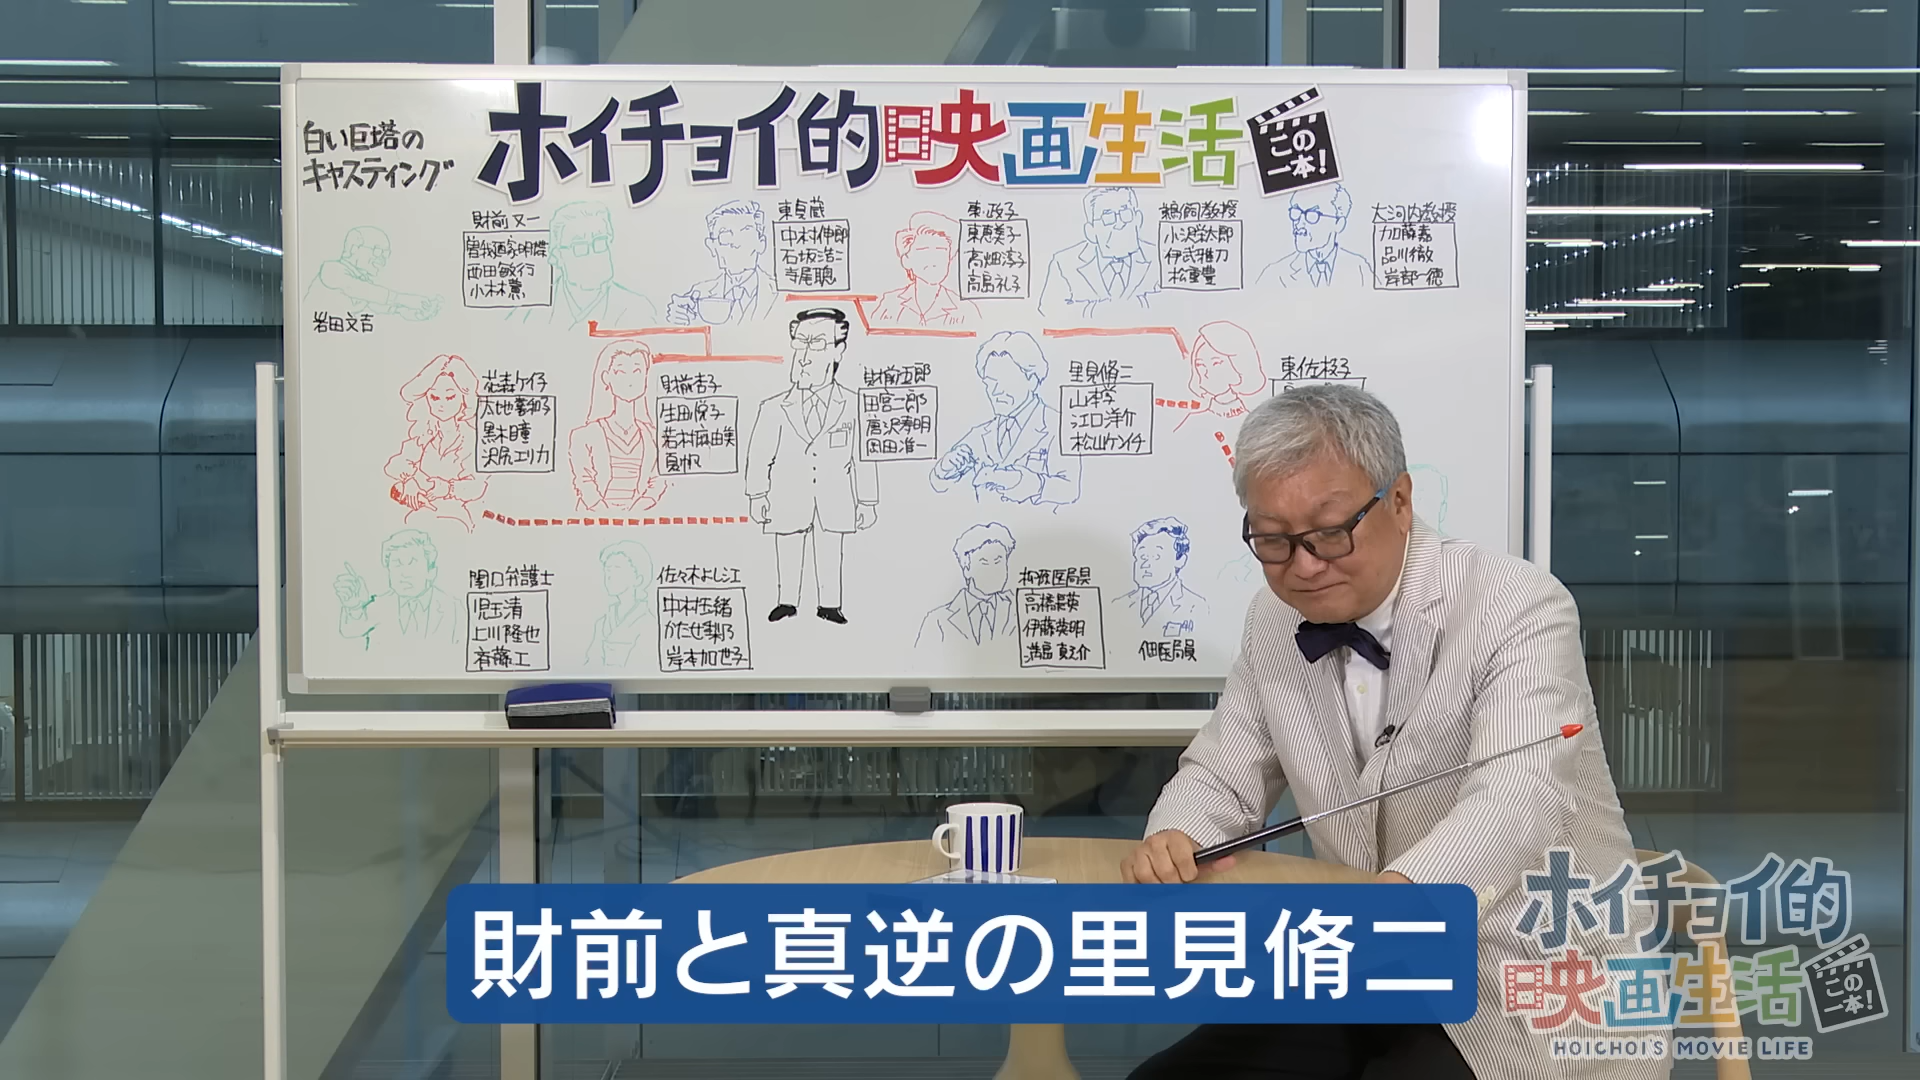 白い巨塔の
キャスティング
ホイチョイ的映画生活
この
一本!
岩田文吉
財前又一
曽我廼家明蝶
西田敏行
小林薫
東貞蔵
中村伸郎
石坂浩二
寺尾聰
東政子
東恵美子
高畑淳子
高島礼子
鵜飼教授
小沢栄太郎
伊武雅刀
松重豊
大河内教授
加藤嘉
品川徹
岸部一徳
花森ケイ子
太地喜和子
黒木瞳
沢尻エリカ
財前杏子
生田悦子
若村麻由美
夏帆
財前五郎
田宮二郎
唐沢寿明
岡田准一
里見脩二
山本学
江口洋介
松山ケンイチ
東佐枝子
関口弁護士
児玉清
上川隆也
斉藤工
佐々木よし江
中村玉緒
かたせ梨乃
岸本加世子
高橋長英
伊藤英明
満島真之介
佃医局員
財前と真逆の里見脩二
ホイチョイ的
映画生活
この
一本!
HOICHOI'S MOVIE LIFE